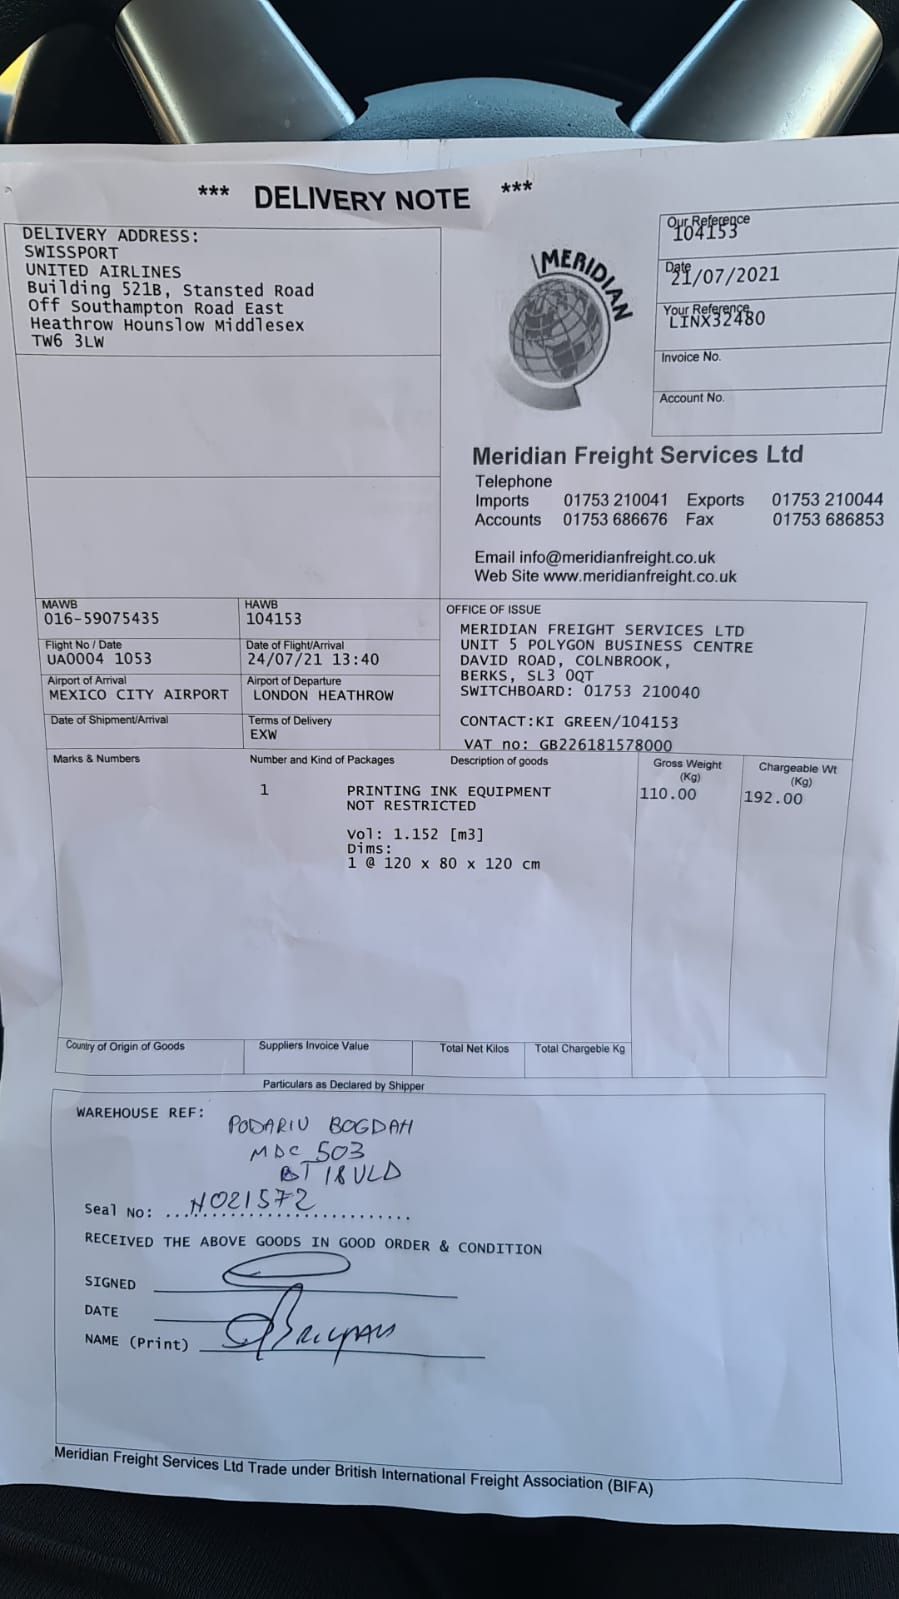 *** DELIVERY NOTE ***
DELIVERY ADDRESS:
SWISSPORT
UNITED AIRLINES
Building 521B, Stansted Road
Off Southampton Road East
Heathrow Hounslow Middlesex
TW6 3LW
MERIDIAN
Our Reference
104153
Date
21/07/2021
Your Reference
LINX32480
Invoice No.
Account No.
Meridian Freight Services Ltd
Telephone
Imports 01753 210041 Exports 01753 210044
Accounts 01753 686676 Fax 01753 686853
Email info@meridianfreight.co.uk
Web Site www.meridianfreight.co.uk
MAWB HAWB
016-59075435 104153
Flight No / Date Date of Flight/Arrival
UA0004 1053 24/07/21 13:40
Airport of Arrival Airport of Departure
MEXICO CITY AIRPORT LONDON HEATHROW
Date of Shipment/Arrival Terms of Delivery
EXW
OFFICE OF ISSUE
MERIDIAN FREIGHT SERVICES LTD
UNIT 5 POLYGON BUSINESS CENTRE
DAVID ROAD, COLNBROOK,
BERKS, SL3 0QT
SWITCHBOARD: 01753 210040
CONTACT:KI GREEN/104153
VAT no: GB226181578000
Marks & Numbers Number and Kind of Packages Description of goods Gross Weight (Kg) Chargeable Wt (Kg)
1 PRINTING INK EQUIPMENT 110.00 192.00
NOT RESTRICTED
Vol: 1.152 [m3]
Dims:
1 @ 120 x 80 x 120 cm
Country of Origin of Goods Suppliers Invoice Value Total Net Kilos Total Chargeble Kg
Particulars as Declared by Shipper
WAREHOUSE REF:
PODARIU BOGDAH
MDC 503
BT18ULD
Seal No: ...H021572...
RECEIVED THE ABOVE GOODS IN GOOD ORDER & CONDITION
SIGNED
DATE
NAME (Print)
Meridian Freight Services Ltd Trade under British International Freight Association (BIFA)